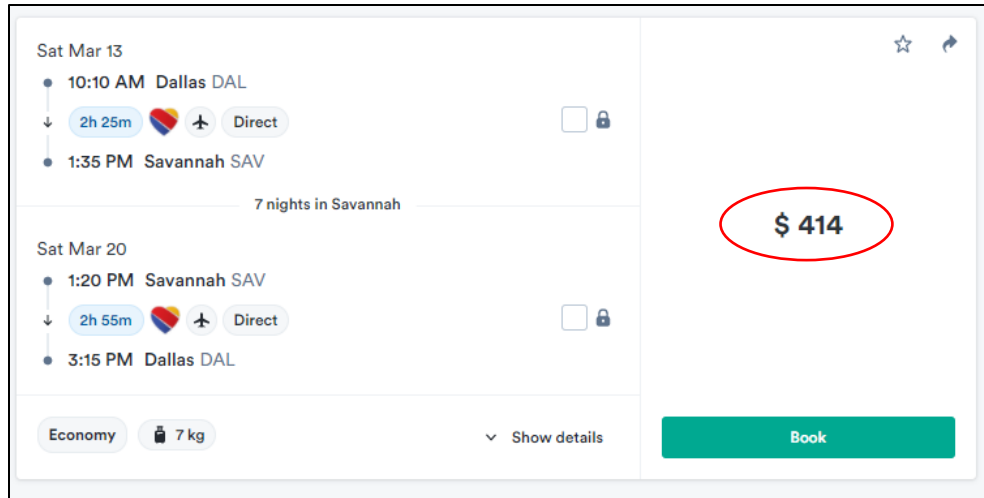 Sat Mar 13
10:10 AM Dallas DAL
2h 25m Direct
1:35 PM Savannah SAV
7 nights in Savannah
Sat Mar 20
1:20 PM Savannah SAV
2h 55m Direct
3:15 PM Dallas DAL
Economy 7 kg Show details
$ 414
Book